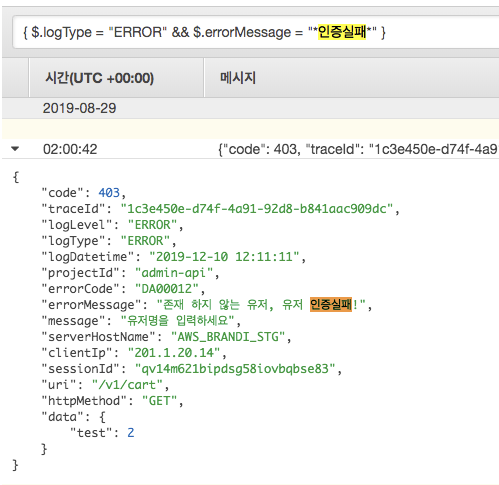 { $.logType = "ERROR" && $.errorMessage = "*인증실패*" }
시간(UTC +00:00) 메시지
2019-08-29
02:00:42 {"code": 403, "traceId": "1c3e450e-d74f-4a9
{
"code": 403,
"traceId": "1c3e450e-d74f-4a91-92d8-b841aac909dc",
"logLevel": "ERROR",
"logType": "ERROR",
"logDatetime": "2019-12-10 12:11:11",
"projectId": "admin-api",
"errorCode": "DA00012",
"errorMessage": "존재 하지 않는 유저, 유저 인증실패!",
"message": "유저명을 입력하세요",
"serverHostName": "AWS_BRANDI_STG",
"clientIp": "201.1.20.14",
"sessionId": "qv14m621bipdsg58iovbqbse83",
"uri": "/v1/cart",
"httpMethod": "GET",
"data": {
"test": 2
}
}